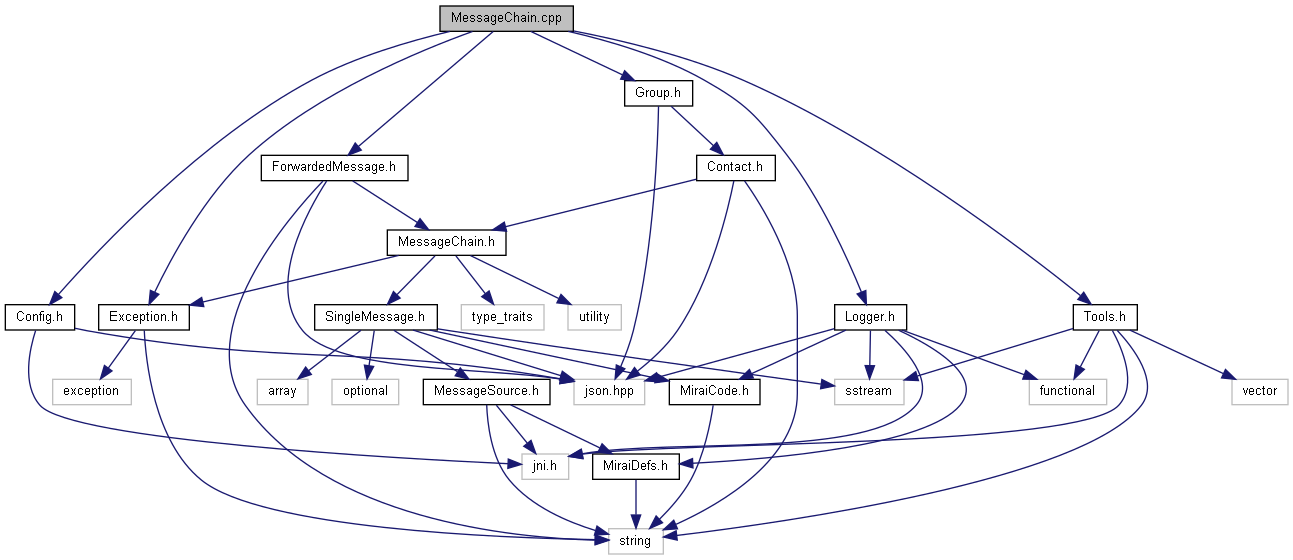 MessageChain.cpp
Group.h
ForwardedMessage.h
Contact.h
MessageChain.h
Config.h
Exception.h
SingleMessage.h
type_traits
utility
Logger.h
Tools.h
exception
array
optional
MessageSource.h
json.hpp
MiraiCode.h
sstream
functional
vector
jni.h
MiraiDefs.h
string